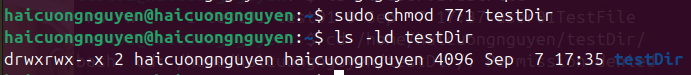 haicuongnguyen@haicuongnguyen:~$ sudo chmod 771 testDir
haicuongnguyen@haicuongnguyen:~$ ls -ld testDir
drwxrwx--x 2 haicuongnguyen haicuongnguyen 4096 Sep  7 17:35 testDir